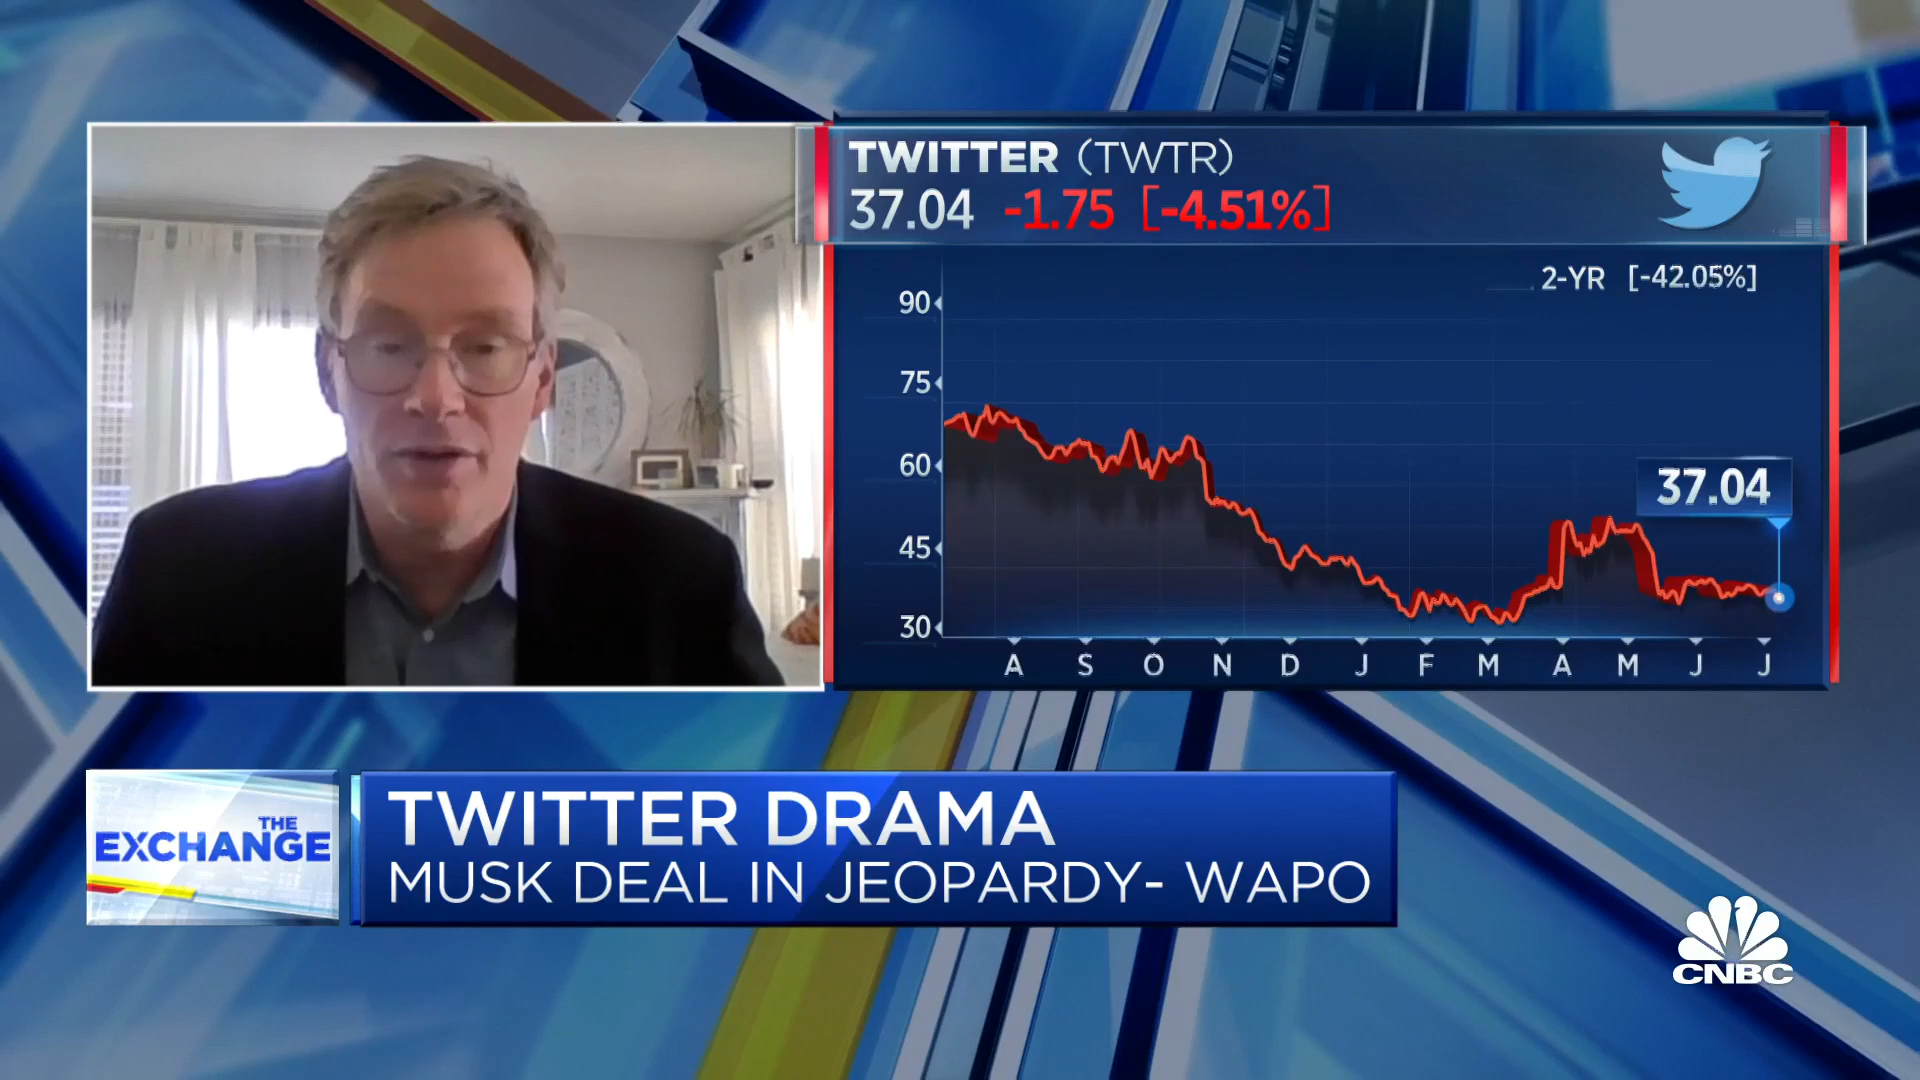 TWITTER (TWTR)
37.04 -1.75 [-4.51%]
2-YR [-42.05%]
90
75
60
45
30
37.04
A S O N D J F M A M J J
THE
EXCHANGE
TWITTER DRAMA
MUSK DEAL IN JEOPARDY- WAPO
CNBC